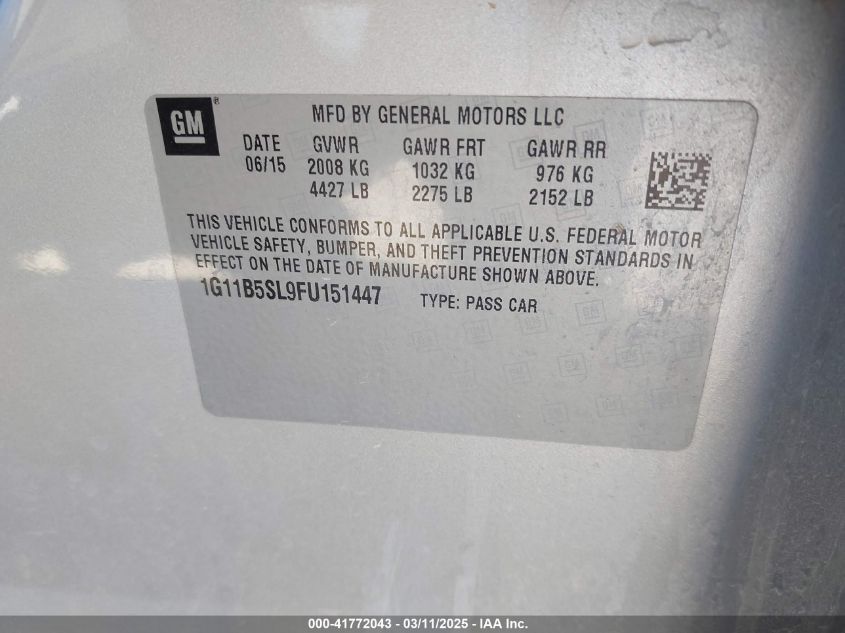 GM ®
MFD BY GENERAL MOTORS LLC
DATE GVWR GAWR FRT GAWR RR
06/15 2008 KG 1032 KG 976 KG
4427 LB 2275 LB 2152 LB
THIS VEHICLE CONFORMS TO ALL APPLICABLE U.S. FEDERAL MOTOR
VEHICLE SAFETY, BUMPER, AND THEFT PREVENTION STANDARDS IN
EFFECT ON THE DATE OF MANUFACTURE SHOWN ABOVE.
1G11B5SL9FU151447 TYPE: PASS CAR
000-41772043 - 03/11/2025 - IAA Inc.